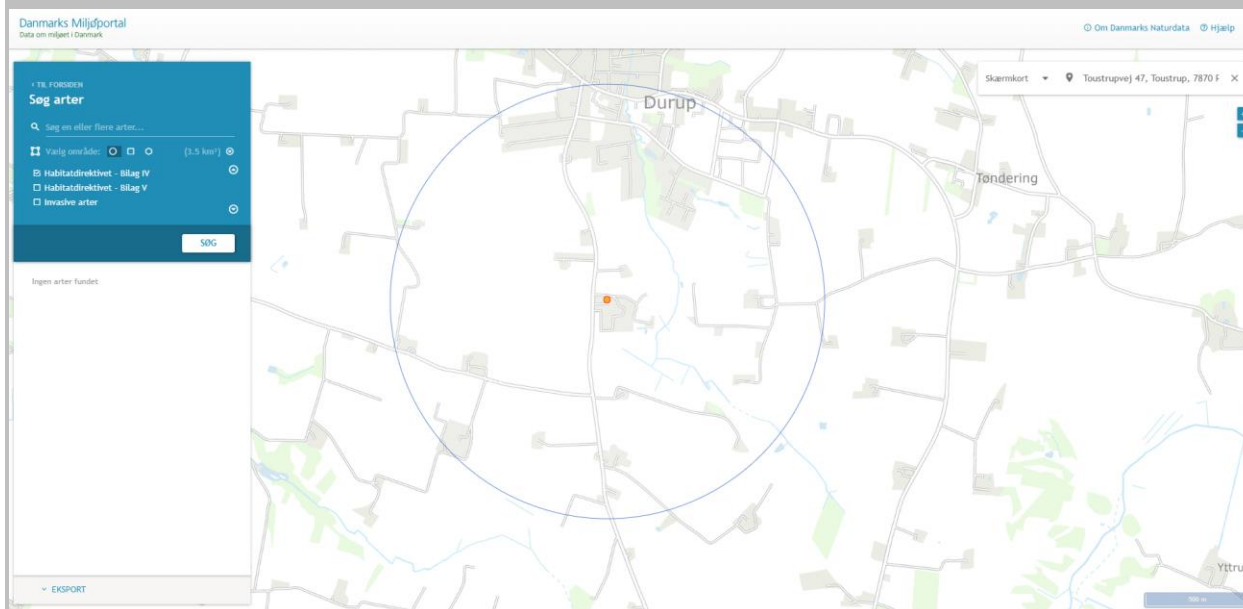 Danmarks Miljøportal
Data om miljøet i Danmark
Om Danmarks Naturdata
Hjælp
‹ TIL FORSIDEN
Søg arter
Søg en eller flere arter...
Vælg område:
(3.5 km²)
Habitatdirektivet - Bilag IV
Habitatdirektivet - Bilag V
Invasive arter
SØG
Ingen arter fundet
EKSPORT
Skærmkort
Toustrupvej 47, Toustrup, 7870 F
Durup
Tøndering
Yttru
500 m